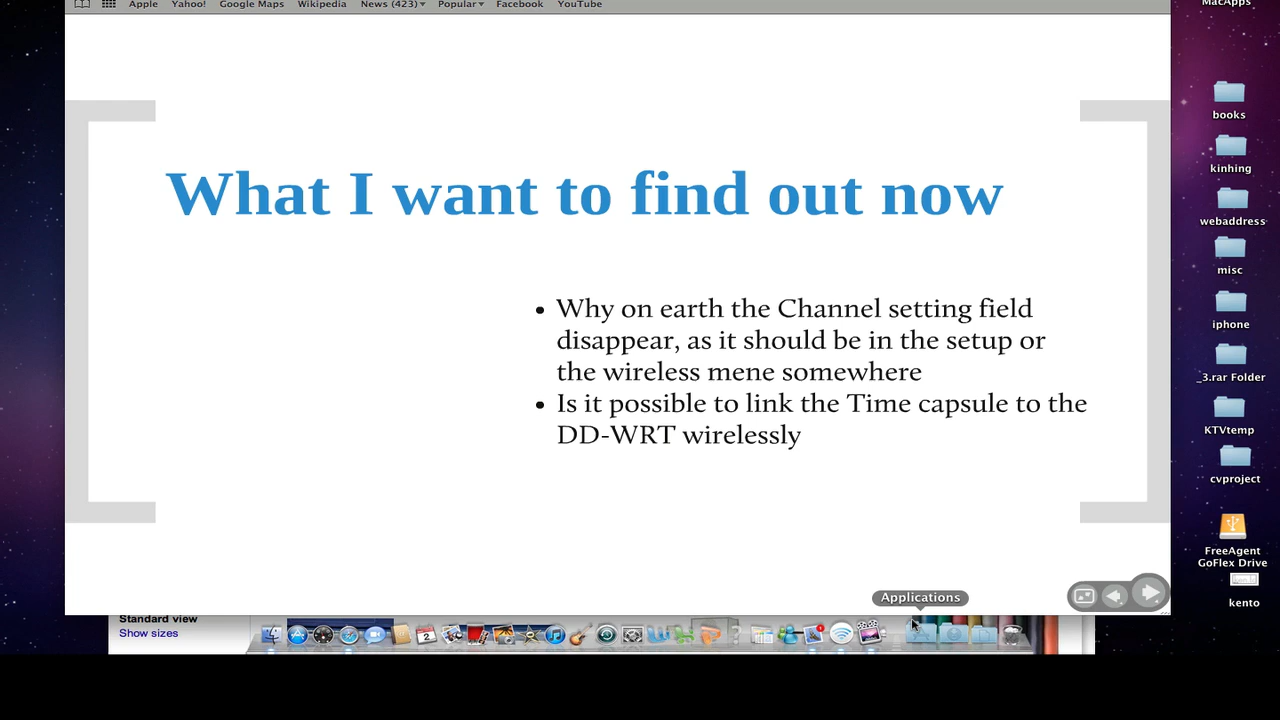 MacApps
Apple Yahoo! Google Maps Wikipedia News (423) Popular Facebook YouTube
What I want to find out now
• Why on earth the Channel setting field
disappear, as it should be in the setup or
the wireless mene somewhere
• Is it possible to link the Time capsule to the
DD-WRT wirelessly
books
kinhing
webaddress
misc
iphone
_3.rar Folder
KTVtemp
cvproject
FreeAgent
GoFlex Drive
kento
Applications
Standard view
Show sizes
2